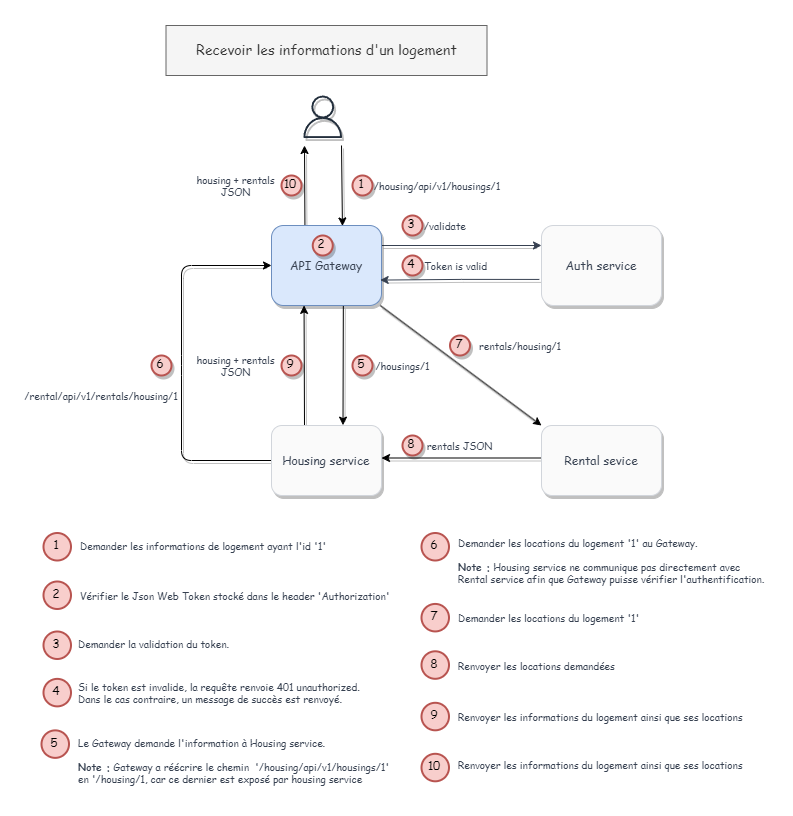 Recevoir les informations d'un logement
housing + rentals
JSON
10
1
/housing/api/v1/housings/1
2
API Gateway
3
/validate
4
Token is valid
Auth service
6
/rental/api/v1/rentals/housing/1
housing + rentals
JSON
9
5
/housings/1
7
rentals/housing/1
Housing service
8
rentals JSON
Rental sevice
1
Demander les informations de logement ayant l'id '1'
2
Vérifier le Json Web Token stocké dans le header 'Authorization'
3
Demander la validation du token.
4
Si le token est invalide, la requête renvoie 401 unauthorized.
Dans le cas contraire, un message de succès est renvoyé.
5
Le Gateway demande l'information à Housing service.
Note : Gateway a réécrire le chemin '/housing/api/v1/housings/1'
en '/housing/1, car ce dernier est exposé par housing service
6
Demander les locations du logement '1' au Gateway.
Note : Housing service ne communique pas directement avec
Rental service afin que Gateway puisse vérifier l'authentification.
7
Demander les locations du logement '1'
8
Renvoyer les locations demandées
9
Renvoyer les informations du logement ainsi que ses locations
10
Renvoyer les informations du logement ainsi que ses locations